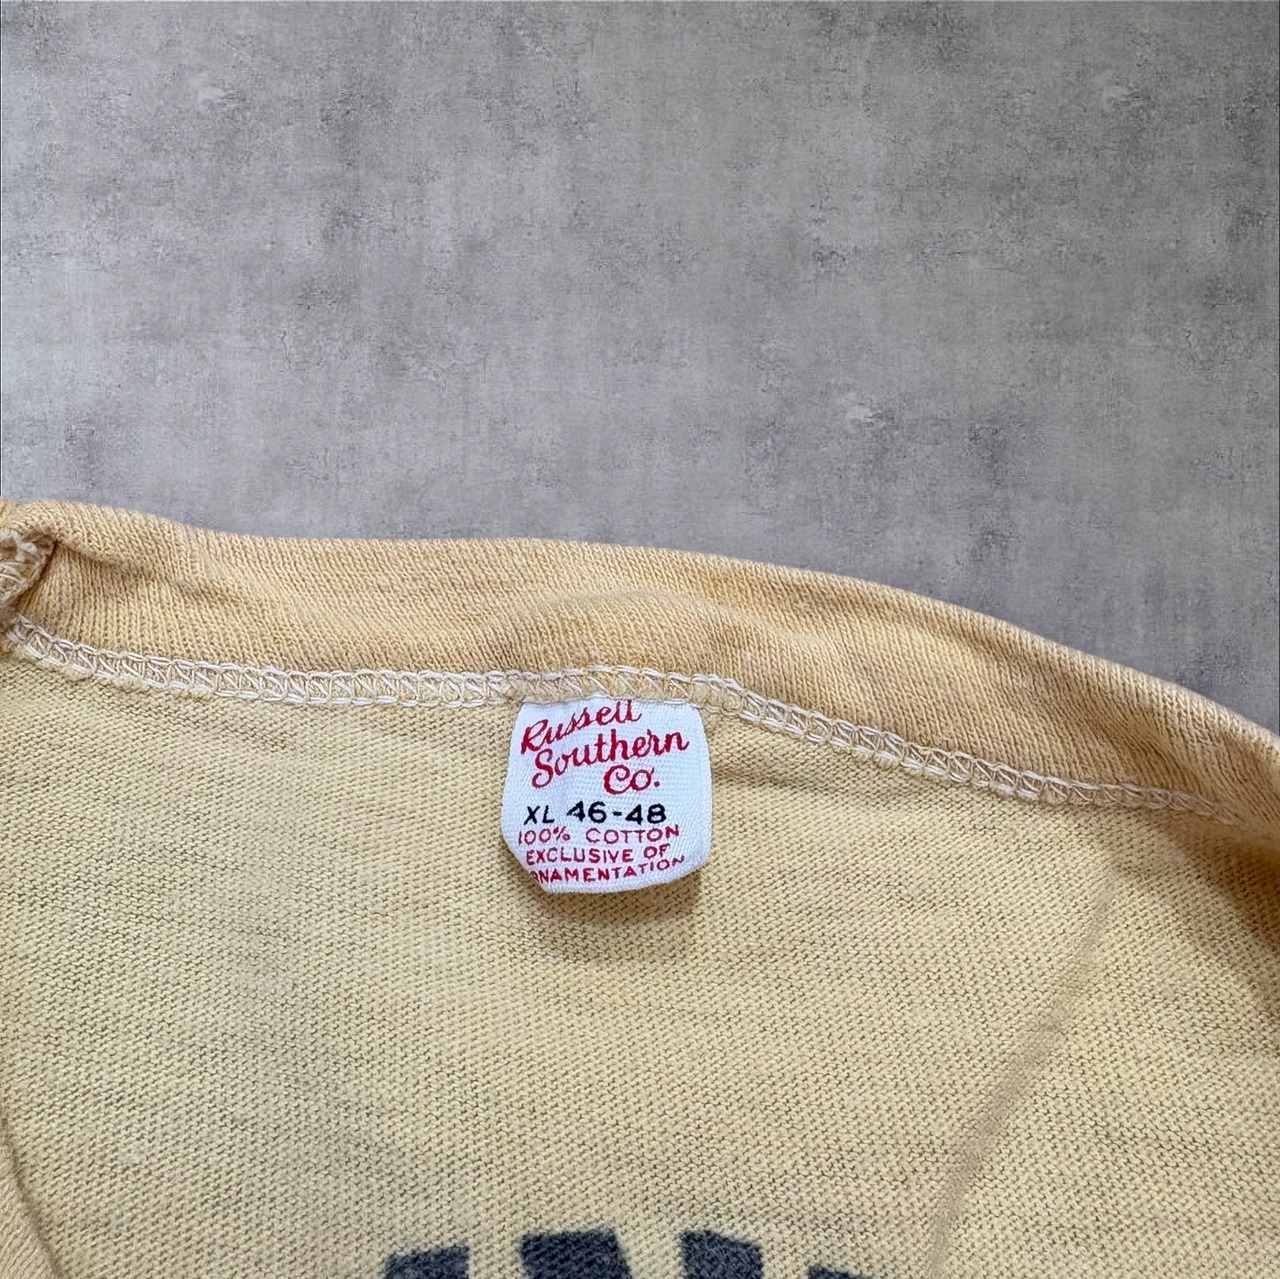 Russell
Southern
Co.
XL 46-48
100% COTTON
EXCLUSIVE OF
ORNAMENTATION